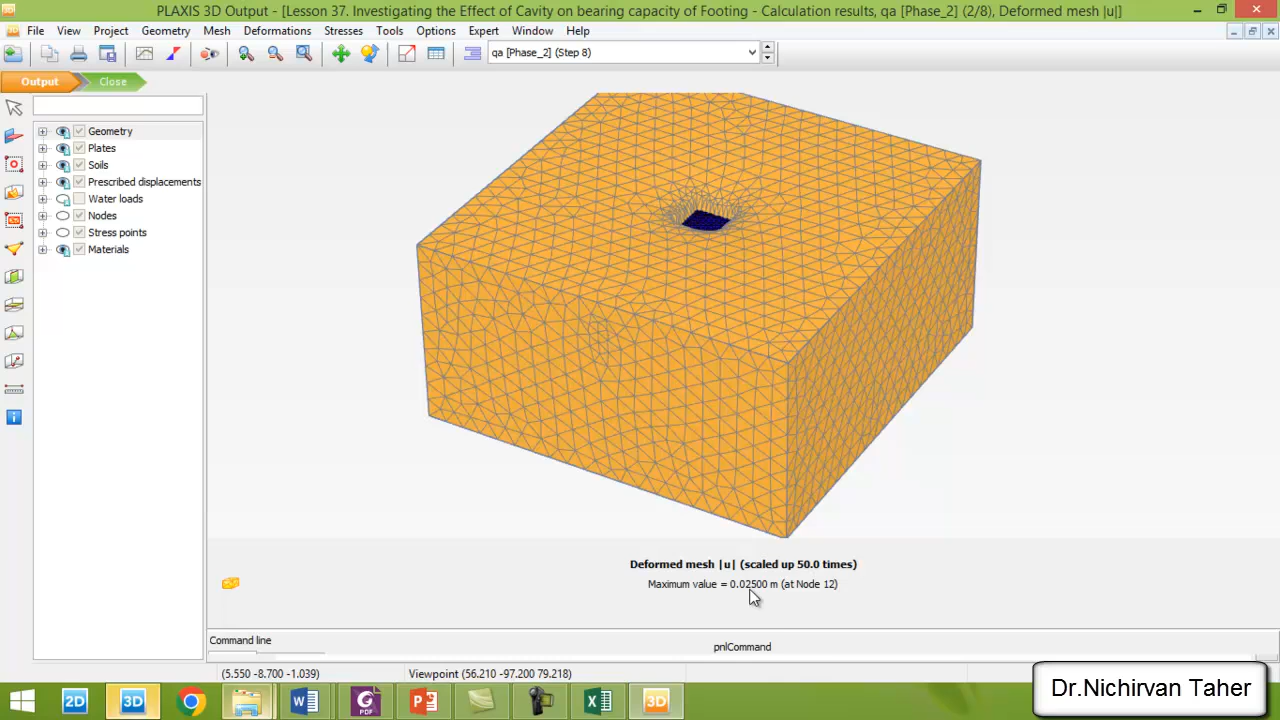 PLAXIS 3D Output - [Lesson 37. Investigating the Effect of Cavity on bearing capacity of Footing - Calculation results, qa [Phase_2] (2/8), Deformed mesh |u|]
File View Project Geometry Mesh Deformations Stresses Tools Options Expert Window Help
qa [Phase_2] (Step 8)
Output Close
Geometry
Plates
Soils
Prescribed displacements
Water loads
Nodes
Stress points
Materials
Deformed mesh |u| (scaled up 50.0 times)
Maximum value = 0.02500 m (at Node 12)
Command line
pnlCommand
(5.550 -8.700 -1.039) Viewpoint (56.210 -97.200 79.218)
2D 3D PDF 3D
Dr.Nichirvan Taher